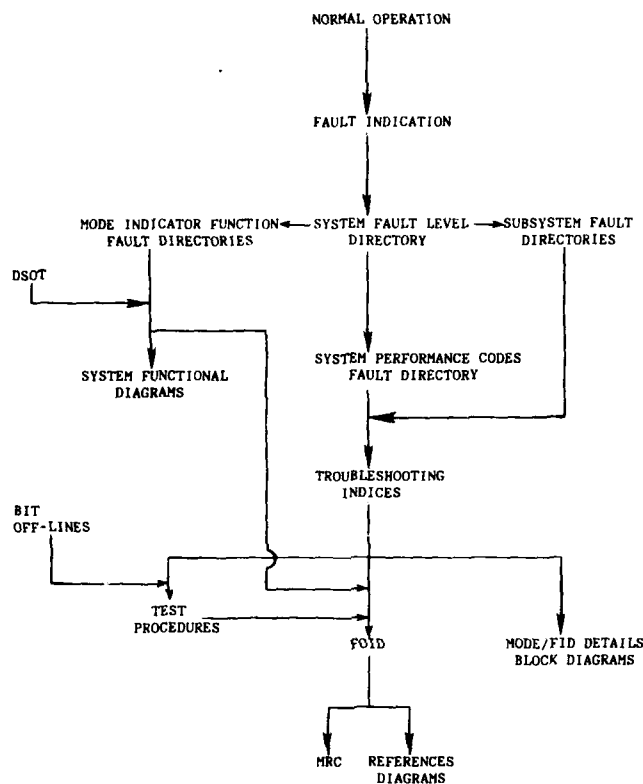 NORMAL OPERATION
FAULT INDICATION
MODE INDICATOR FUNCTION
FAULT DIRECTORIES
SYSTEM FAULT LEVEL
DIRECTORY
SUBSYSTEM FAULT
DIRECTORIES
DSOT
SYSTEM PERFORMANCE CODES
FAULT DIRECTORY
SYSTEM FUNCTIONAL
DIAGRAMS
TROUBLESHOOTING
INDICES
BIT
OFF-LINES
TEST
PROCEDURES
FOID
MODE/FID DETAILS
BLOCK DIAGRAMS
MRC
REFERENCES
DIAGRAMS